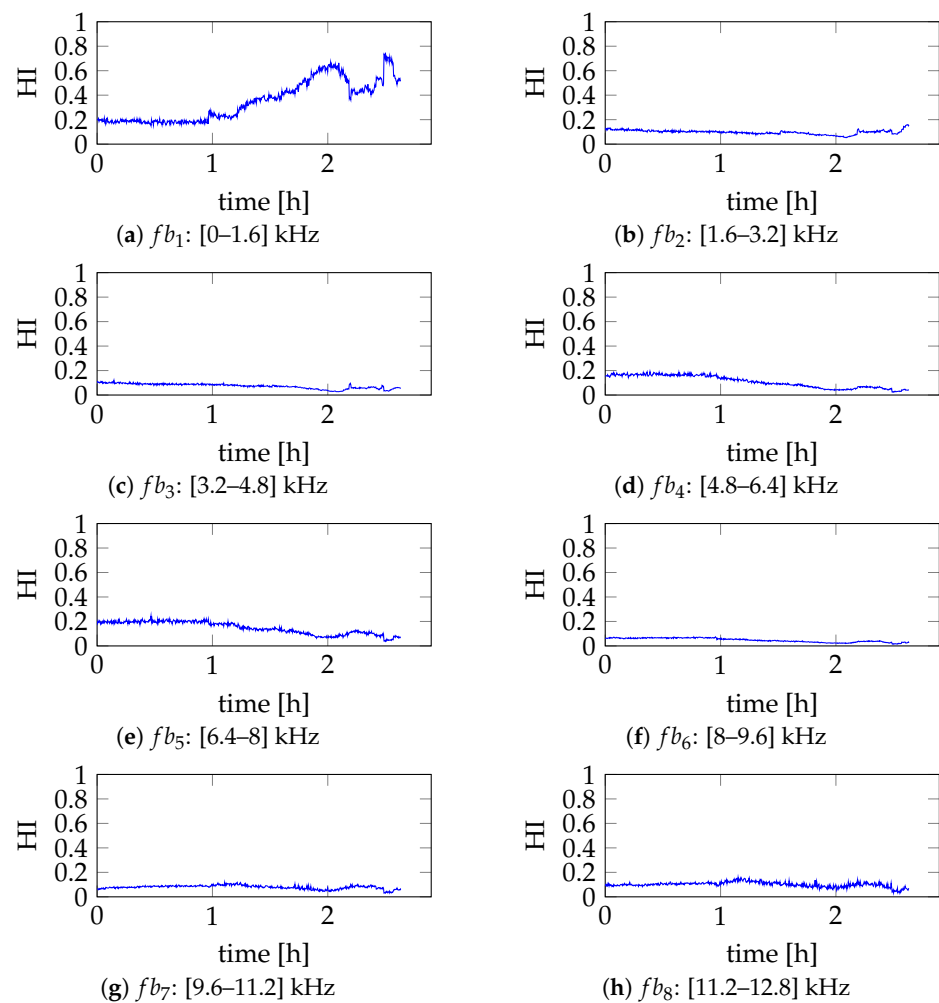 1
0.8
0.6
0.4
0.2
0
HI
0 1 2
time [h]
(a) fb1: [0–1.6] kHz
1
0.8
0.6
0.4
0.2
0
HI
0 1 2
time [h]
(b) fb2: [1.6–3.2] kHz
1
0.8
0.6
0.4
0.2
0
HI
0 1 2
time [h]
(c) fb3: [3.2–4.8] kHz
1
0.8
0.6
0.4
0.2
0
HI
0 1 2
time [h]
(d) fb4: [4.8–6.4] kHz
1
0.8
0.6
0.4
0.2
0
HI
0 1 2
time [h]
(e) fb5: [6.4–8] kHz
1
0.8
0.6
0.4
0.2
0
HI
0 1 2
time [h]
(f) fb6: [8–9.6] kHz
1
0.8
0.6
0.4
0.2
0
HI
0 1 2
time [h]
(g) fb7: [9.6–11.2] kHz
1
0.8
0.6
0.4
0.2
0
HI
0 1 2
time [h]
(h) fb8: [11.2–12.8] kHz